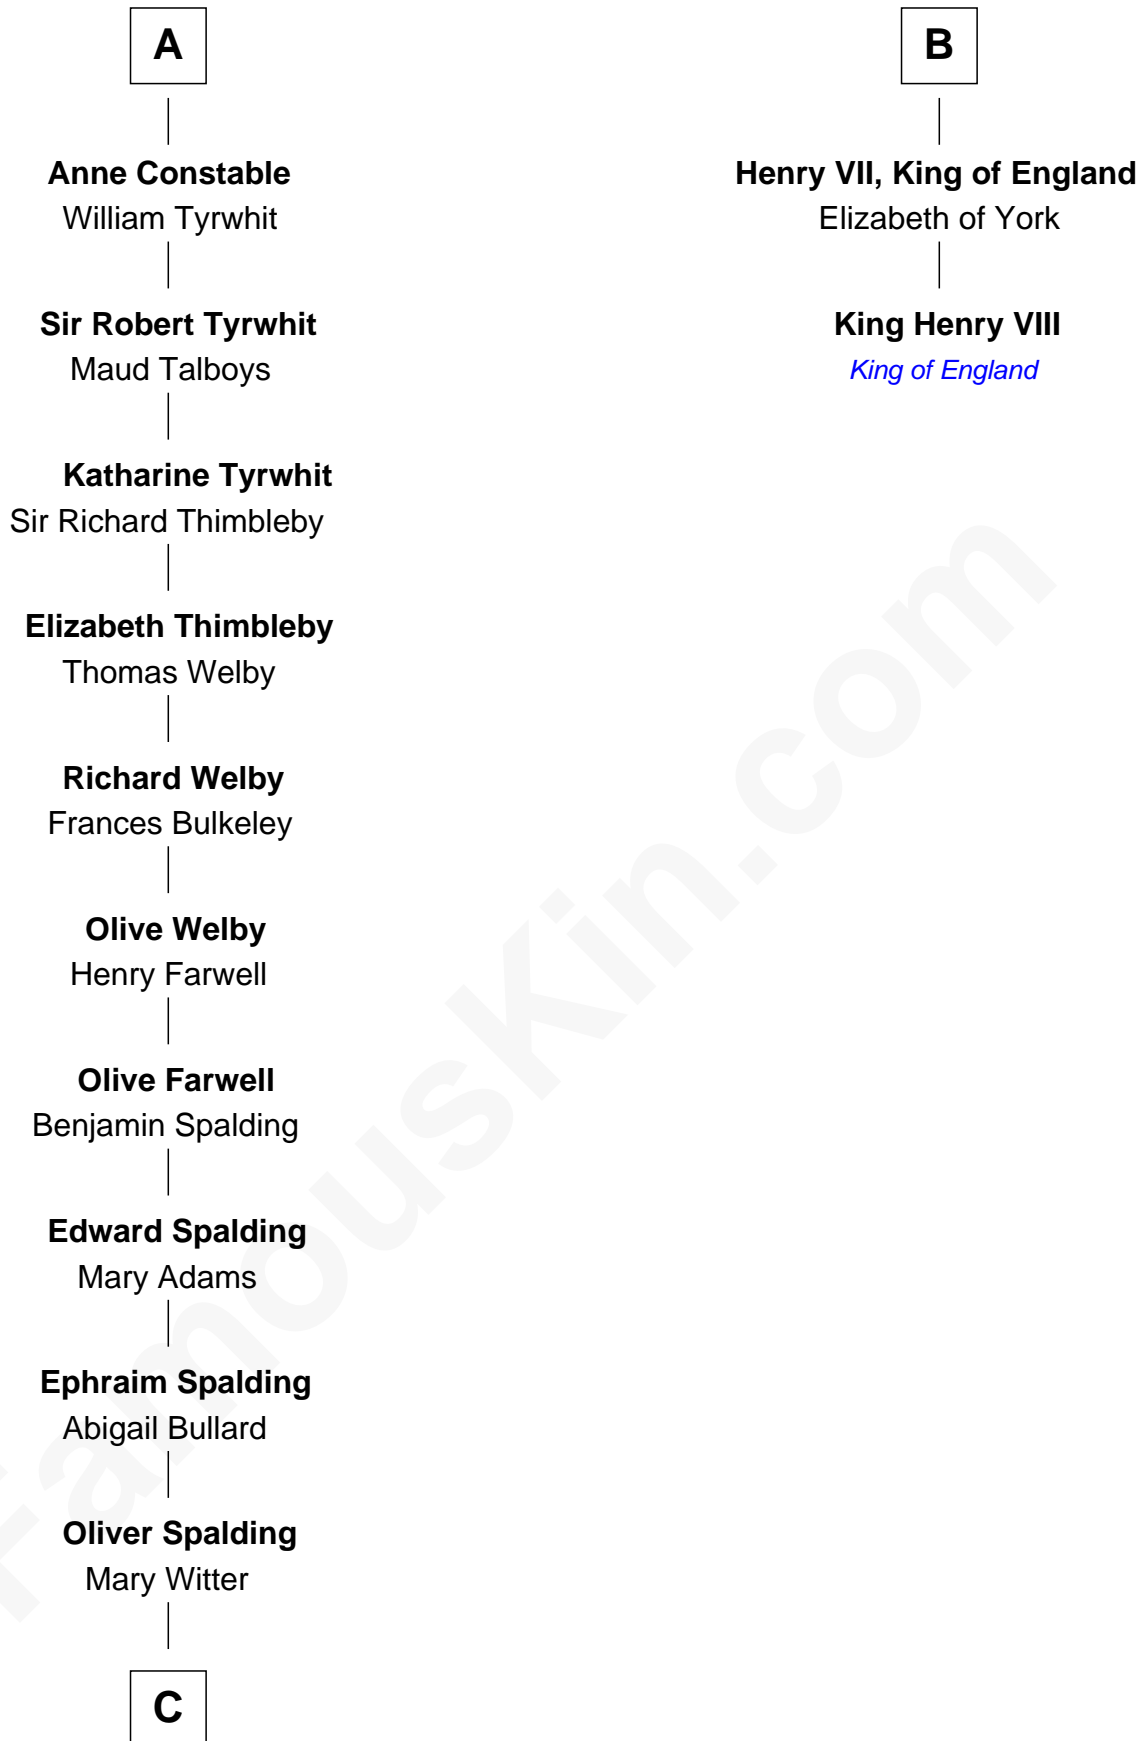 A
Anne Constable
William Tyrwhit
Sir Robert Tyrwhit
Maud Talboys
Katharine Tyrwhit
Sir Richard Thimbleby
Elizabeth Thimbleby
Thomas Welby
Richard Welby
Frances Bulkeley
Olive Welby
Henry Farwell
Olive Farwell
Benjamin Spalding
Edward Spalding
Mary Adams
Ephraim Spalding
Abigail Bullard
Oliver Spalding
Mary Witter
C
B
Henry VII, King of England
Elizabeth of York
King Henry VIII
King of England
FamousKin.com